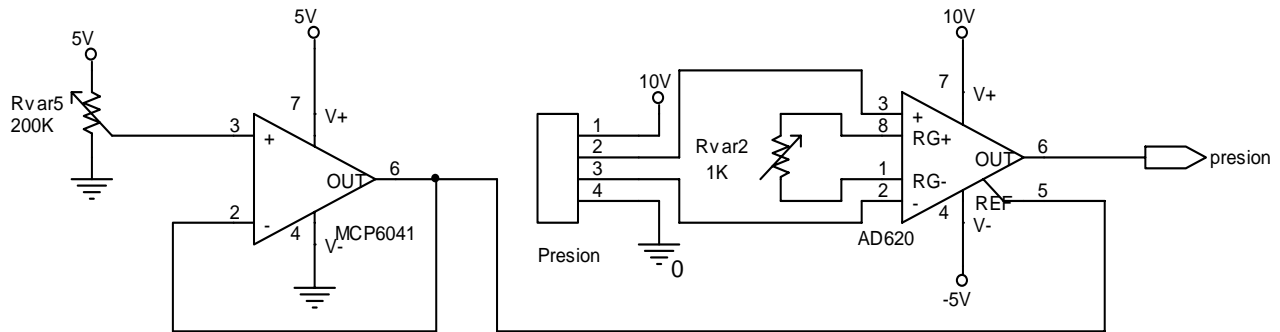 5V
Rvar5
200K
5V
7
V+
3
+
OUT
6
2
-
4
V-
MCP6041
10V
1
2
3
4
Presion
0
Rvar2
1K
10V
7
V+
3
+
8
RG+
OUT
6
presion
1
RG-
2
-
REF
5
4
V-
AD620
-5V